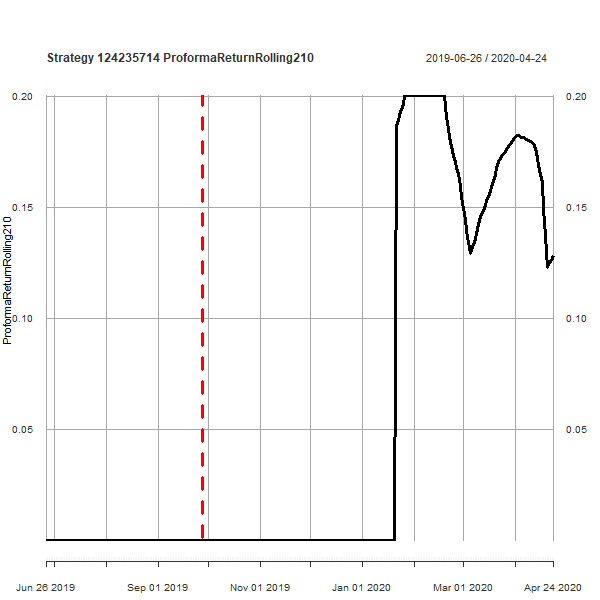 Strategy 124235714 ProformaReturnRolling210
2019-06-26 / 2020-04-24
ProformaReturnRolling210
0.20
0.15
0.10
0.05
0.20
0.15
0.10
0.05
Jun 26 2019
Sep 01 2019
Nov 01 2019
Jan 01 2020
Mar 01 2020
Apr 24 2020